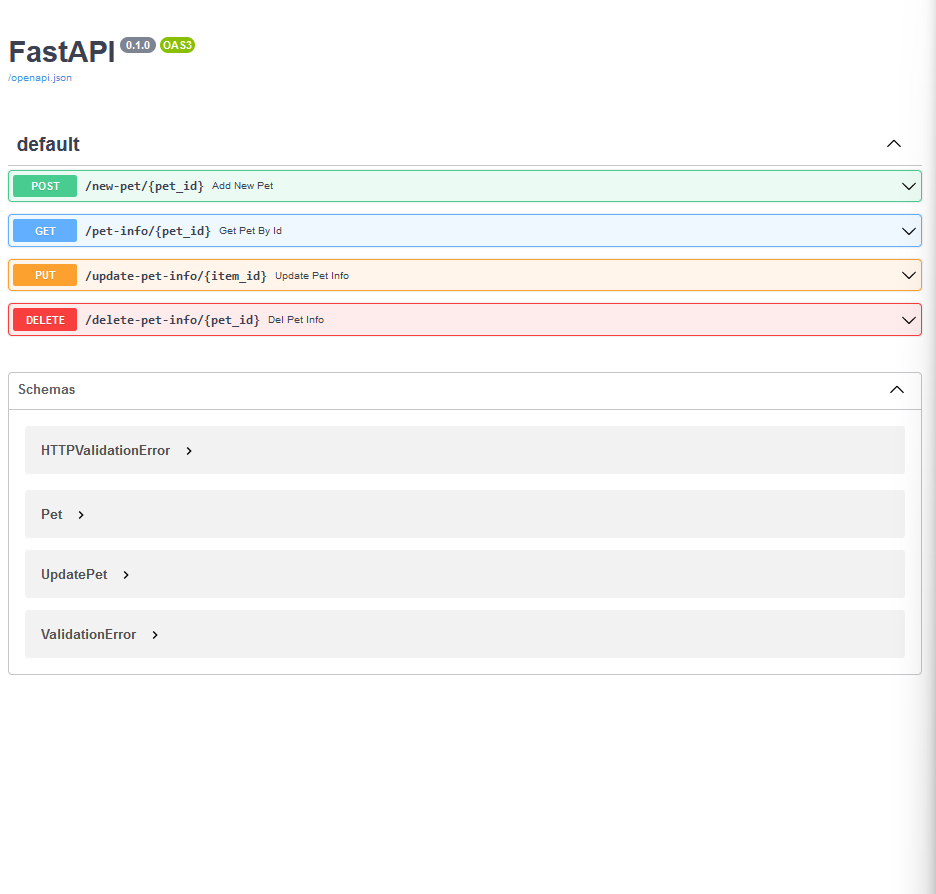 FastAPI 0.1.0 OAS3
/openapi.json
default
POST /new-pet/{pet_id} Add New Pet
GET /pet-info/{pet_id} Get Pet By Id
PUT /update-pet-info/{item_id} Update Pet Info
DELETE /delete-pet-info/{pet_id} Del Pet Info
Schemas
HTTPValidationError
Pet
UpdatePet
ValidationError